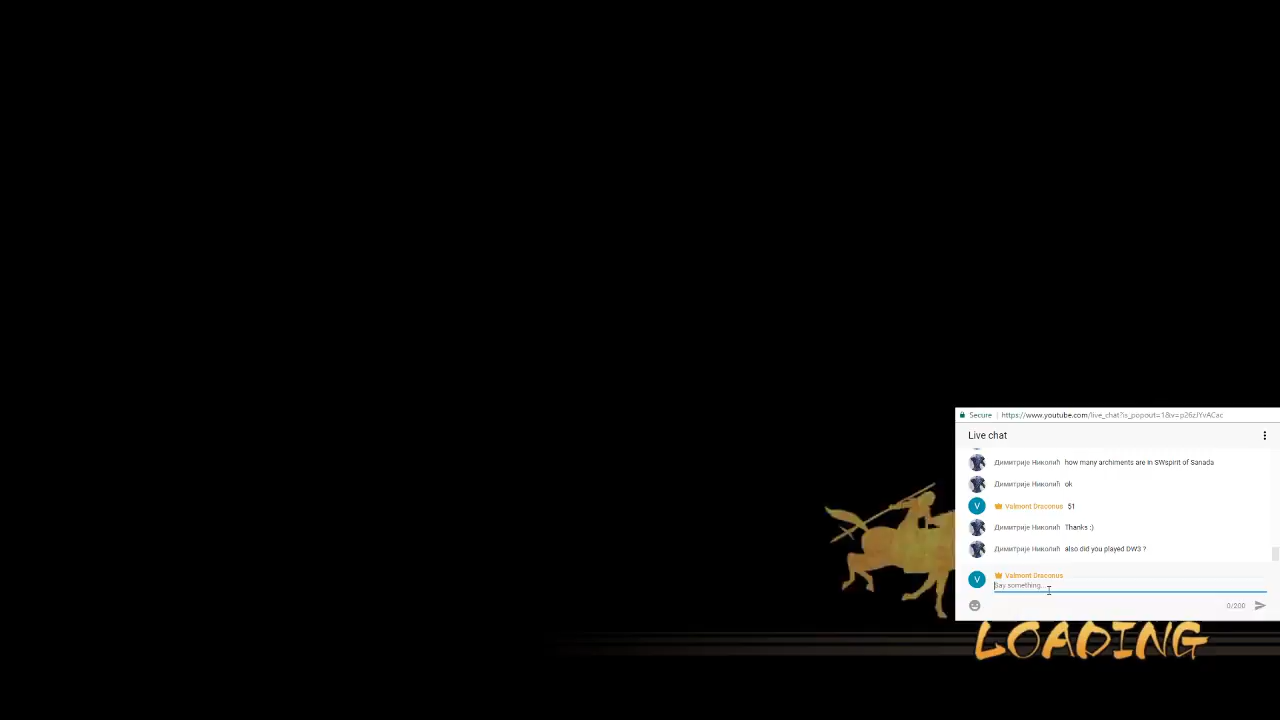 Secure | https://www.youtube.com/live_chat?is_popout=1&v=p26zJYvACac
Live chat
Димитрије Николић how many archiments are in SWspirit of Sanada
Димитрије Николић ok
V Valmont Draconus 51
Димитрије Николић Thanks :)
Димитрије Николић also did you played DW3 ?
V Valmont Draconus
Say something...
0/200
LOADING